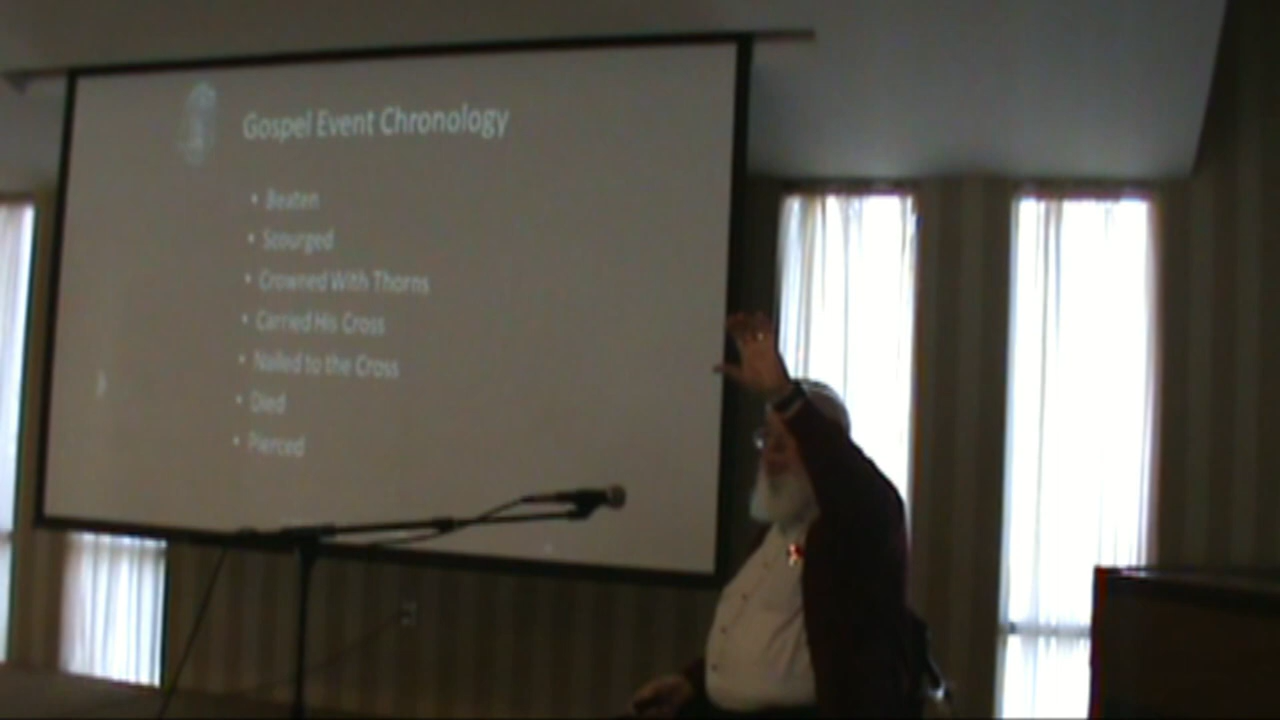 Gospel Event Chronology
• Beaten
• Scourged
• Crowned With Thorns
• Carried His Cross
• Nailed to the Cross
• Died
• Pierced